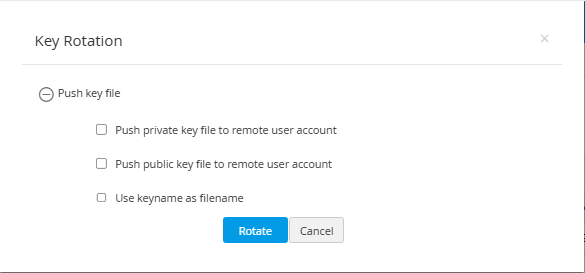 Key Rotation
Push key file
Push private key file to remote user account
Push public key file to remote user account
Use keyname as filename
Rotate Cancel